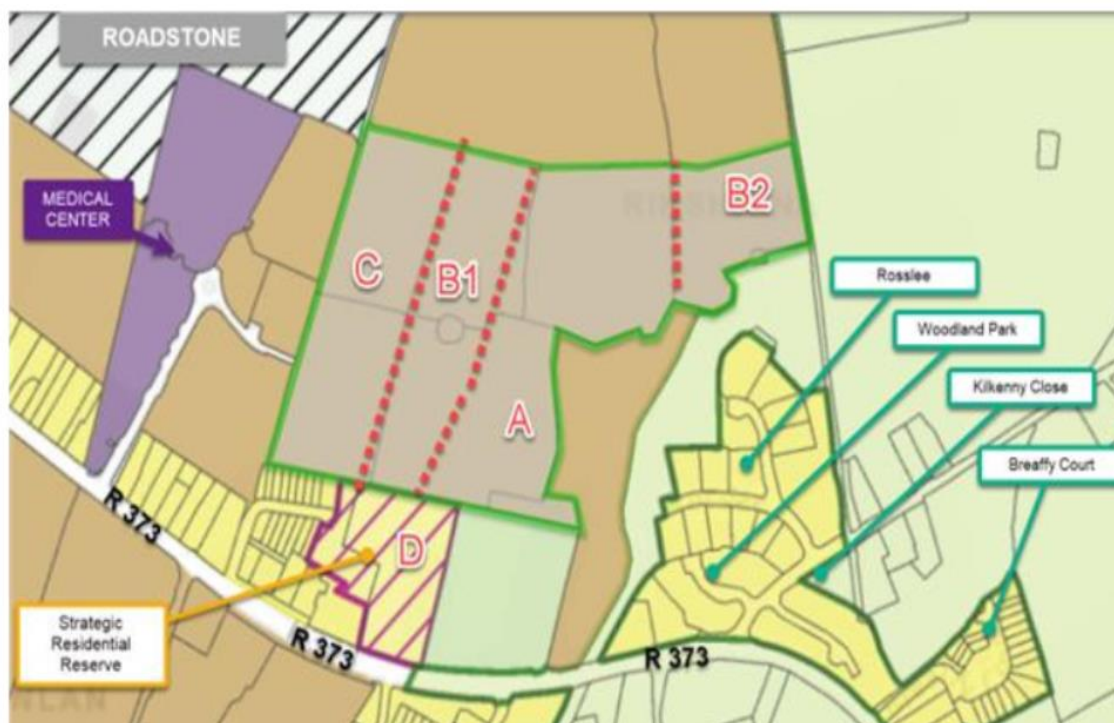 ROADSTONE
MEDICAL
CENTER
C
B1
B2
A
D
Rosslee
Woodland Park
Kilkenny Close
Breaffy Court
R 373
R 373
R 373
Strategic
Residential
Reserve